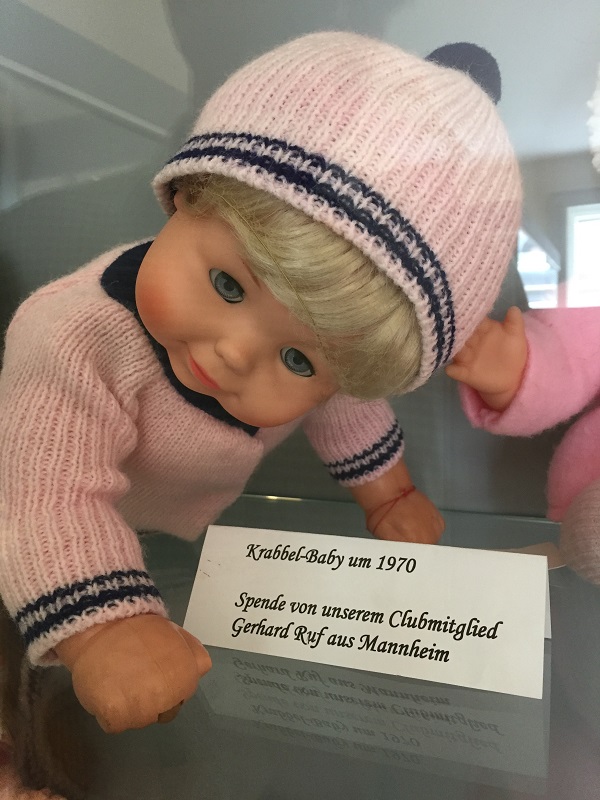 Krabbel-Baby um 1970
Spende von unserem Clubmitglied
Gerhard Ruf aus Mannheim